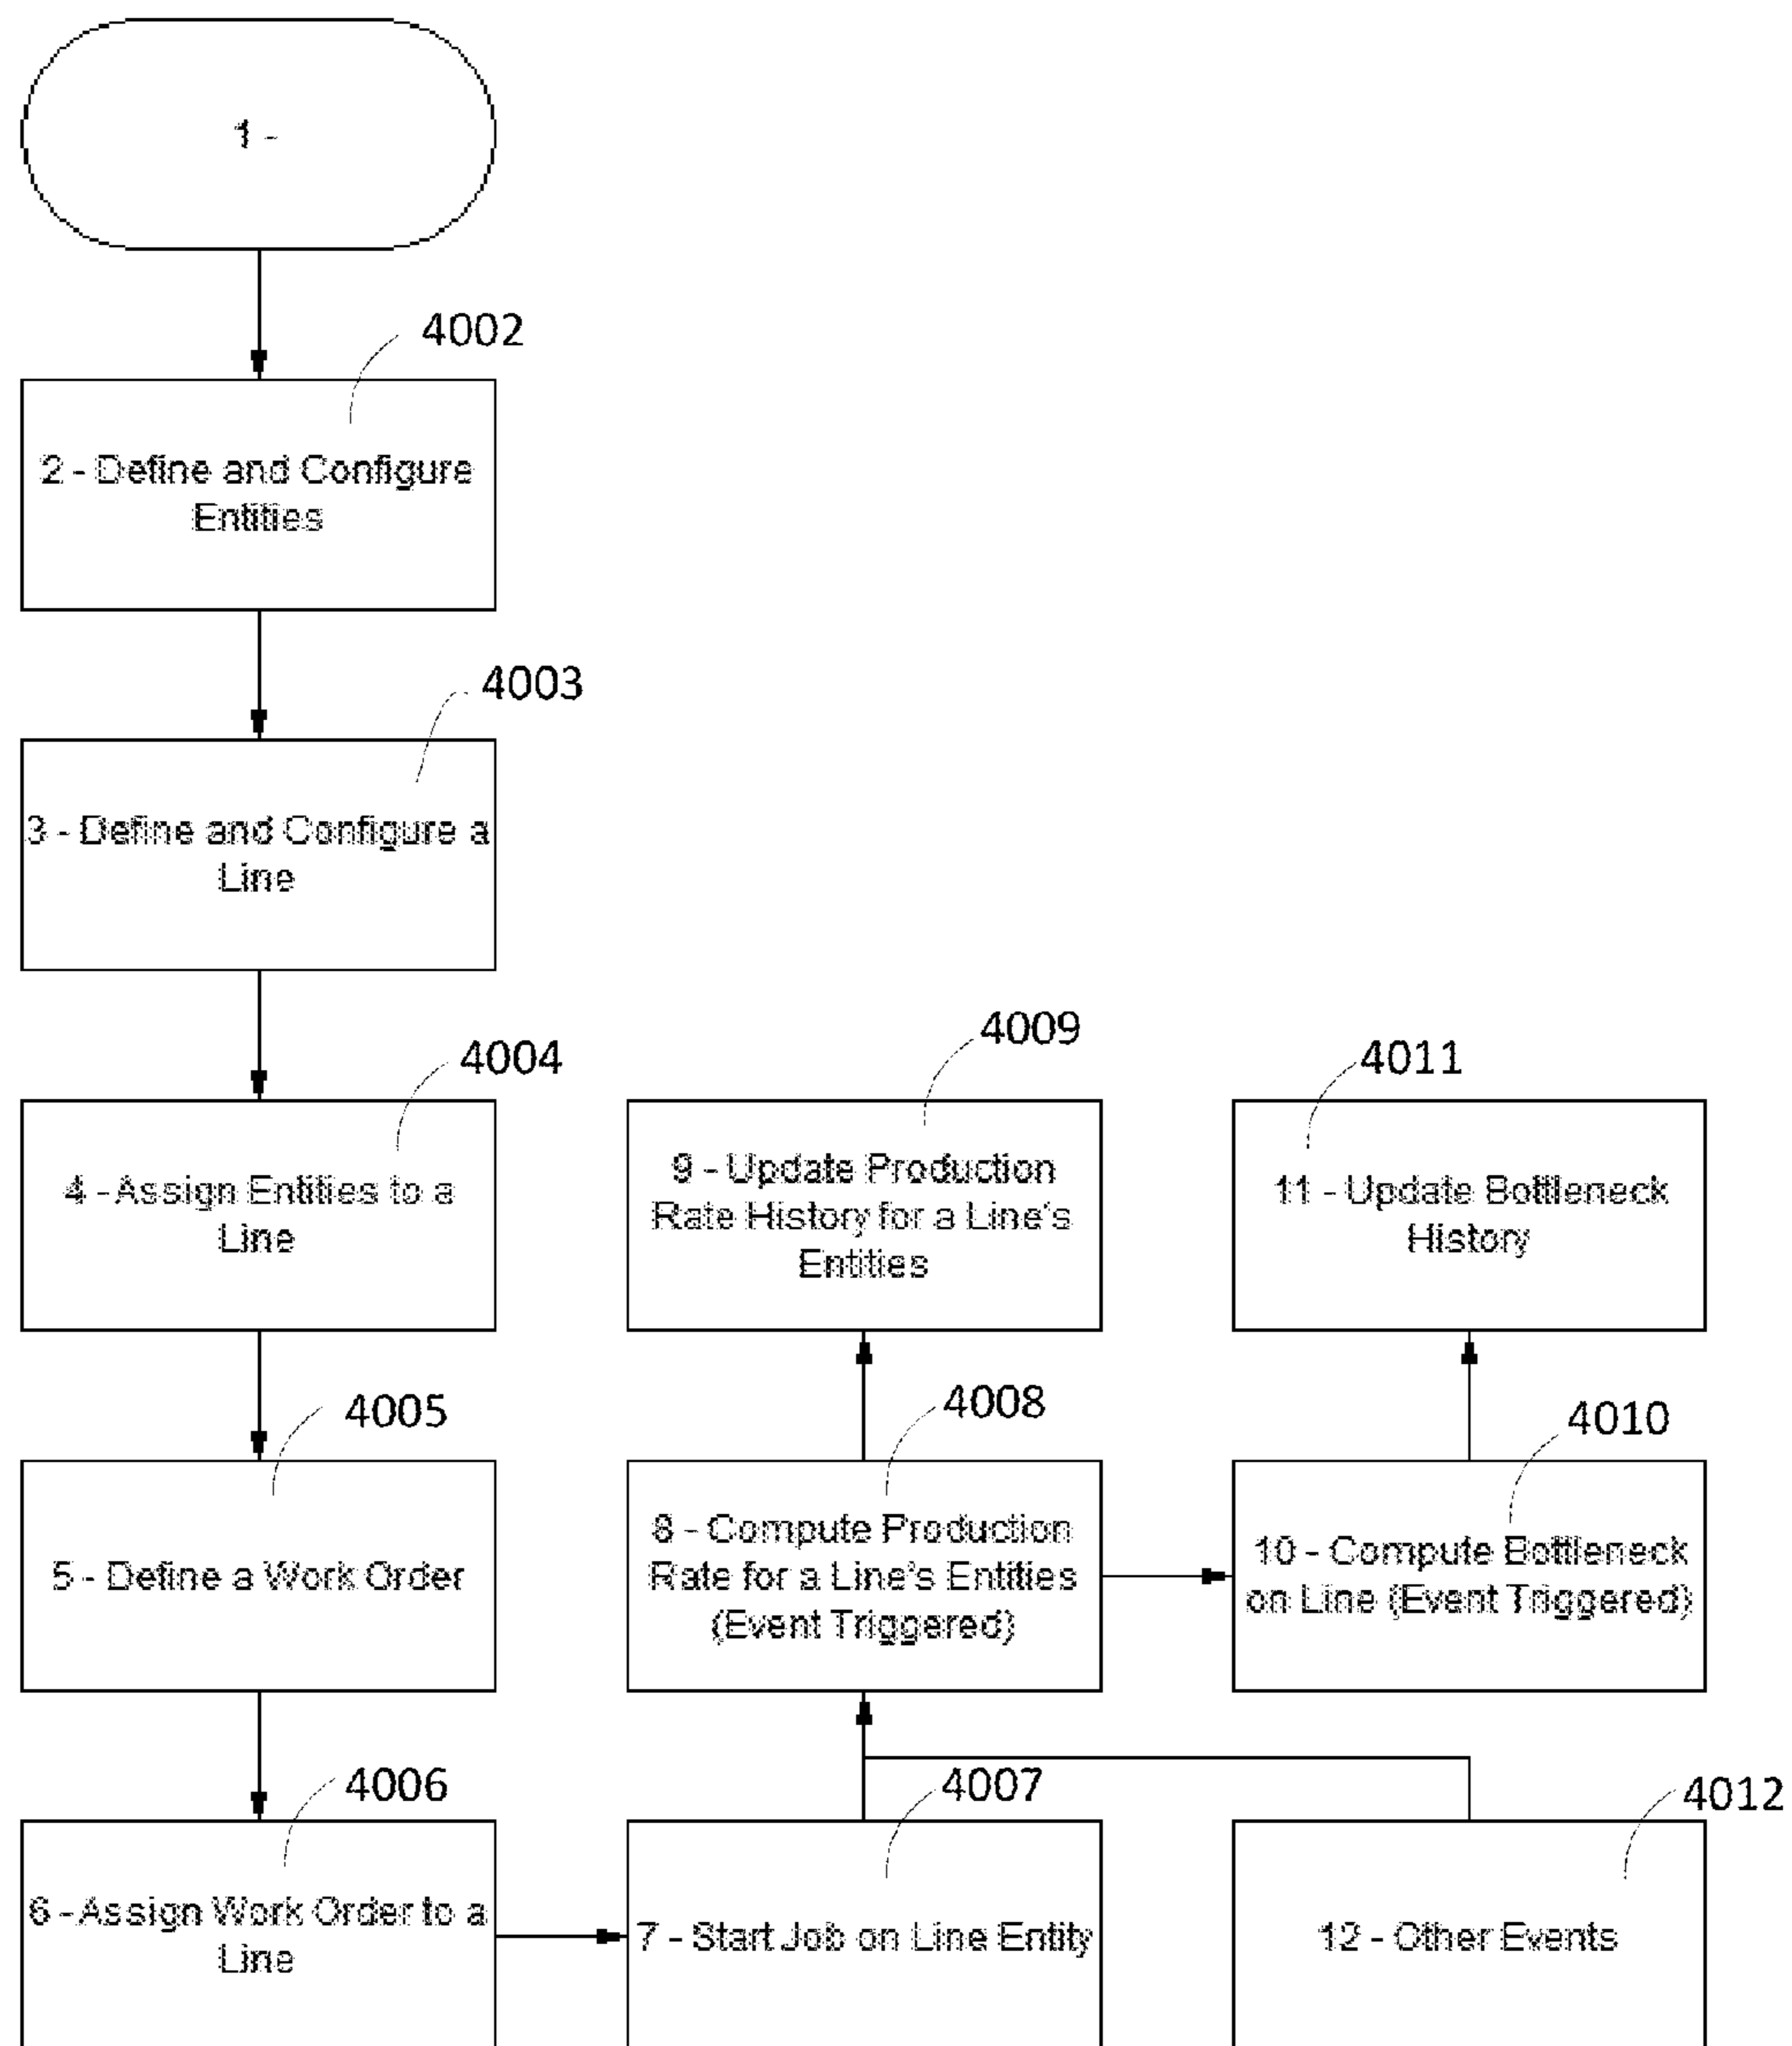 1 -
4002
2 - Define and Configure
Entities
4003
3 - Define and Configure a
Line
4004
4 - Assign Entities to a
Line
4005
5 - Define a Work Order
4006
6 - Assign Work Order to a
Line
4007
7 - Start Job on Line Entity
4008
8 - Compute Production
Rate for a Line's Entities
(Event Triggered)
4009
9 - Update Production
Rate History for a Line's
Entities
4010
10 - Compute Bottleneck
on Line (Event Triggered)
4011
11 - Update Bottleneck
History
4012
12 - Other Events